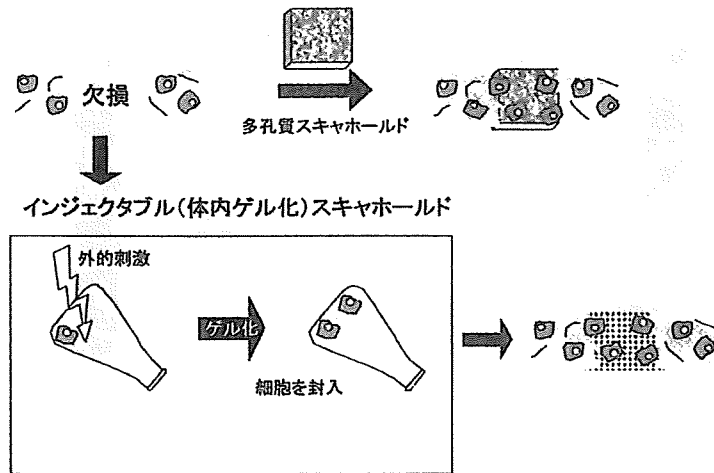 欠損
多孔質スキャホールド
インジェクタブル(体内ゲル化)スキャホールド
外的刺激
ゲル化
細胞を封入